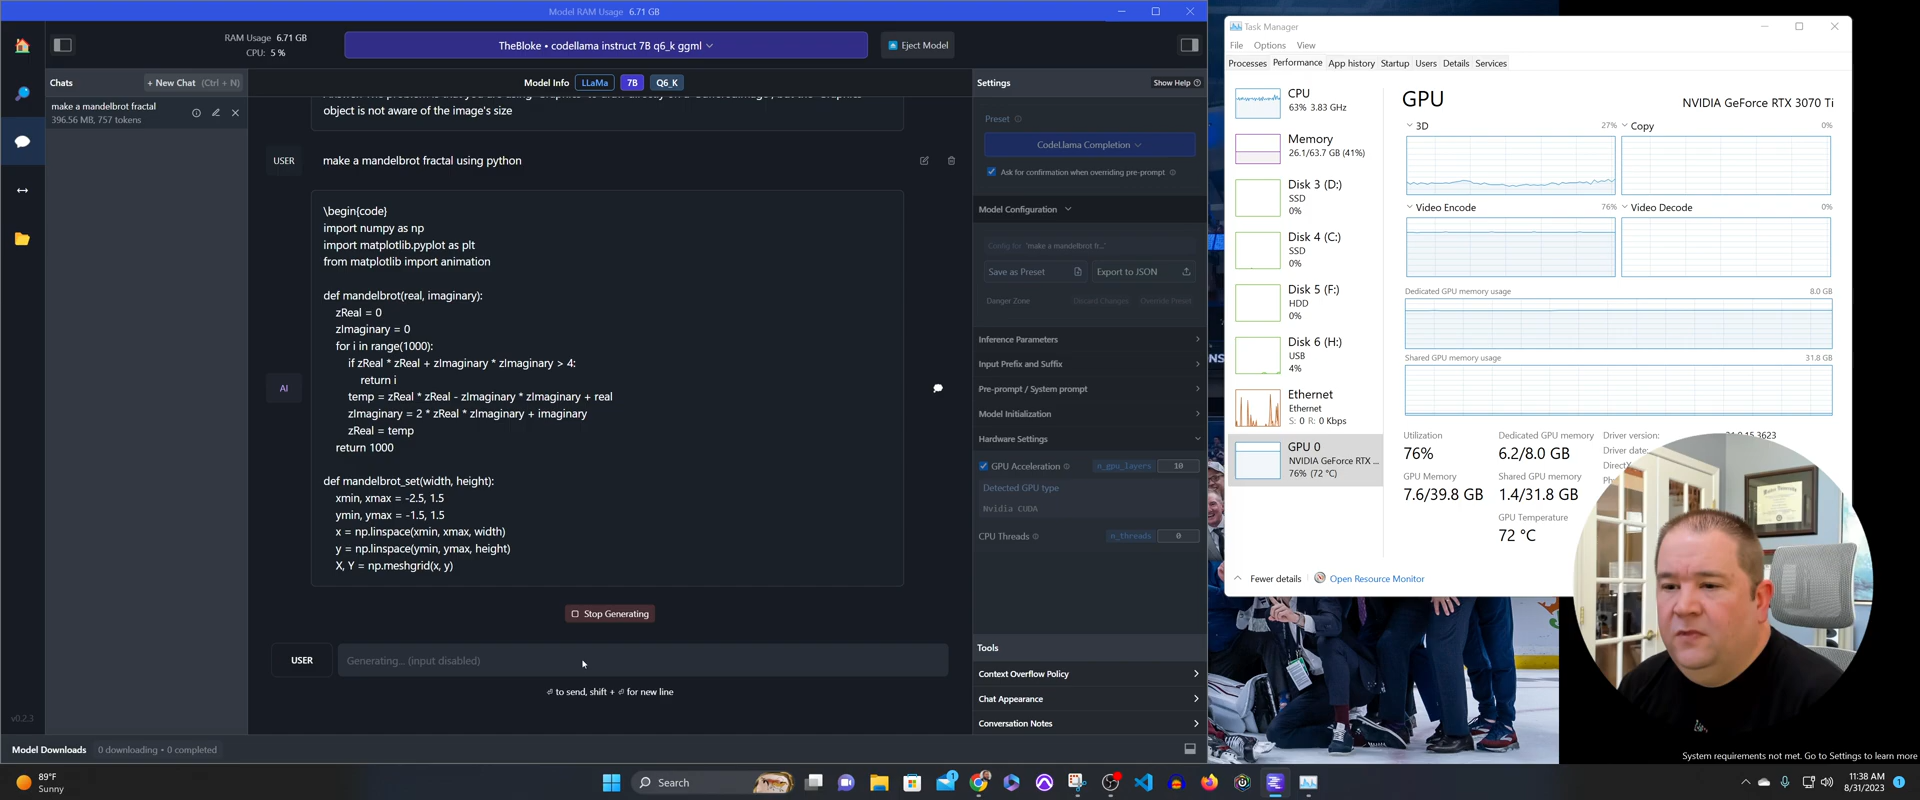 Model RAM Usage 6.71 GB
RAM Usage 6.71 GB
CPU: 5 %
TheBloke • codellama instruct 7B q6_k ggml
Eject Model
Chats
+ New Chat (Ctrl + N)
Model Info LLaMa 7B Q6_K
Settings
Show Help
make a mandelbrot fractal
396.56 MB, 757 tokens
object is not aware of the image's size
USER
make a mandelbrot fractal using python
AI
\begin{code}
import numpy as np
import matplotlib.pyplot as plt
from matplotlib import animation
def mandelbrot(real, imaginary):
zReal = 0
zImaginary = 0
for i in range(1000):
if zReal * zReal + zImaginary * zImaginary > 4:
return i
temp = zReal * zReal - zImaginary * zImaginary + real
zImaginary = 2 * zReal * zImaginary + imaginary
zReal = temp
return 1000
def mandelbrot_set(width, height):
xmin, xmax = -2.5, 1.5
ymin, ymax = -1.5, 1.5
x = np.linspace(xmin, xmax, width)
y = np.linspace(ymin, ymax, height)
X, Y = np.meshgrid(x, y)
Stop Generating
USER
Generating... (input disabled)
to send, shift + for new line
Preset
CodeLlama Completion
Ask for confirmation when overriding pre-prompt
Model Configuration
Config for 'make a mandelbrot fr...'
Save as Preset
Export to JSON
Danger Zone
Discard Changes
Override Preset
Inference Parameters
Input Prefix and Suffix
Pre-prompt / System prompt
Model Initialization
Hardware Settings
GPU Acceleration
n_gpu_layers
10
Detected GPU type
Nvidia CUDA
CPU Threads
n_threads
0
Tools
Context Overflow Policy
Chat Appearance
Conversation Notes
v0.2.3
Model Downloads 0 downloading • 0 completed
Task Manager
File Options View
Processes Performance App history Startup Users Details Services
CPU
63% 3.83 GHz
Memory
26.1/63.7 GB (41%)
Disk 3 (D:)
SSD
0%
Disk 4 (C:)
SSD
0%
Disk 5 (F:)
HDD
0%
Disk 6 (H:)
USB
4%
Ethernet
Ethernet
S: 0 R: 0 Kbps
GPU 0
NVIDIA GeForce RTX ...
76% (72 °C)
GPU
NVIDIA GeForce RTX 3070 Ti
3D 27%
Copy 0%
Video Encode 76%
Video Decode 0%
Dedicated GPU memory usage 8.0 GB
Shared GPU memory usage 31.8 GB
Utilization
76%
Dedicated GPU memory
6.2/8.0 GB
Driver version:
Driver date:
DirectX
GPU Memory
7.6/39.8 GB
Shared GPU memory
1.4/31.8 GB
GPU Temperature
72 °C
Fewer details
Open Resource Monitor
System requirements not met. Go to Settings to learn more
89°F
Sunny
Search
11:38 AM
8/31/2023